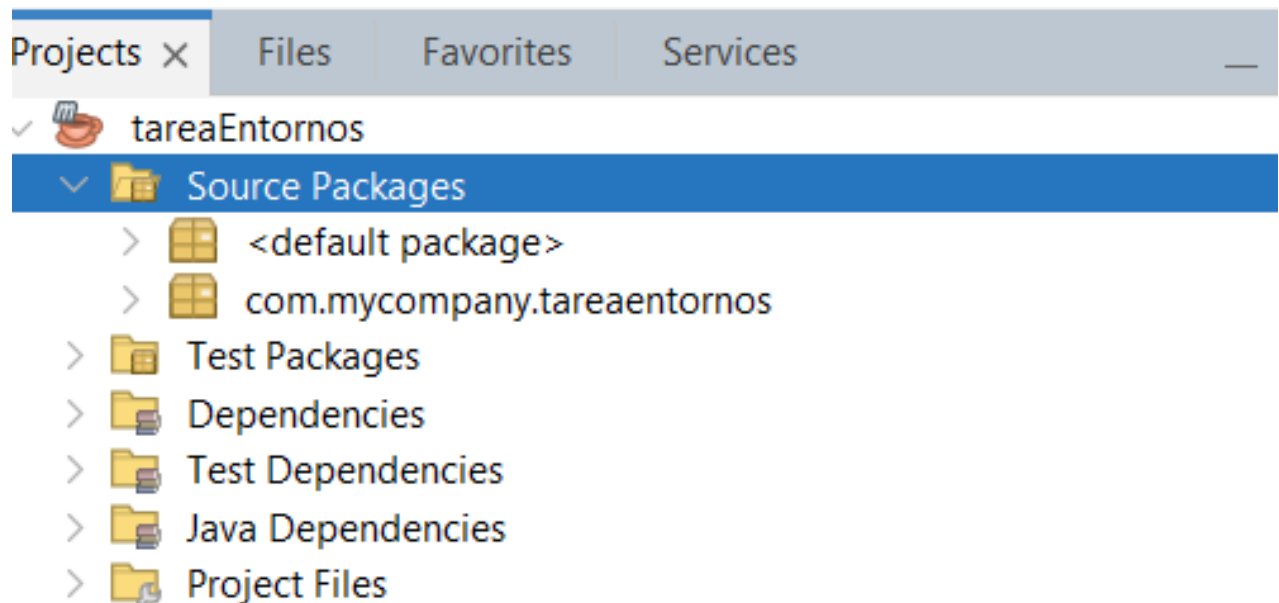 Projects Files Favorites Services
tareaEntornos
Source Packages
<default package>
com.mycompany.tareaentornos
Test Packages
Dependencies
Test Dependencies
Java Dependencies
Project Files